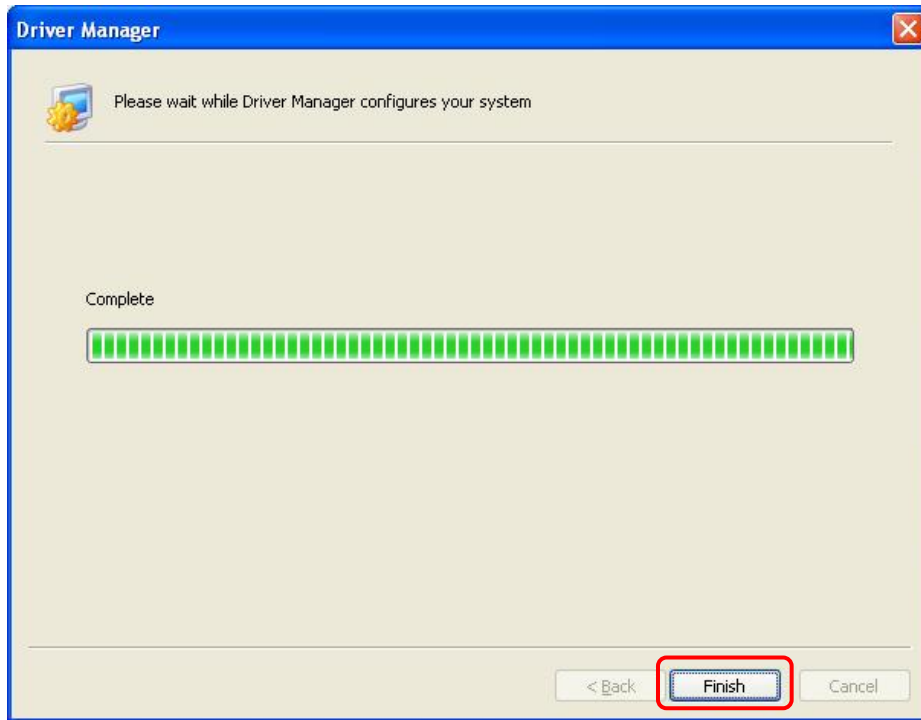 Driver Manager
Please wait while Driver Manager configures your system
Complete
< Back Finish Cancel